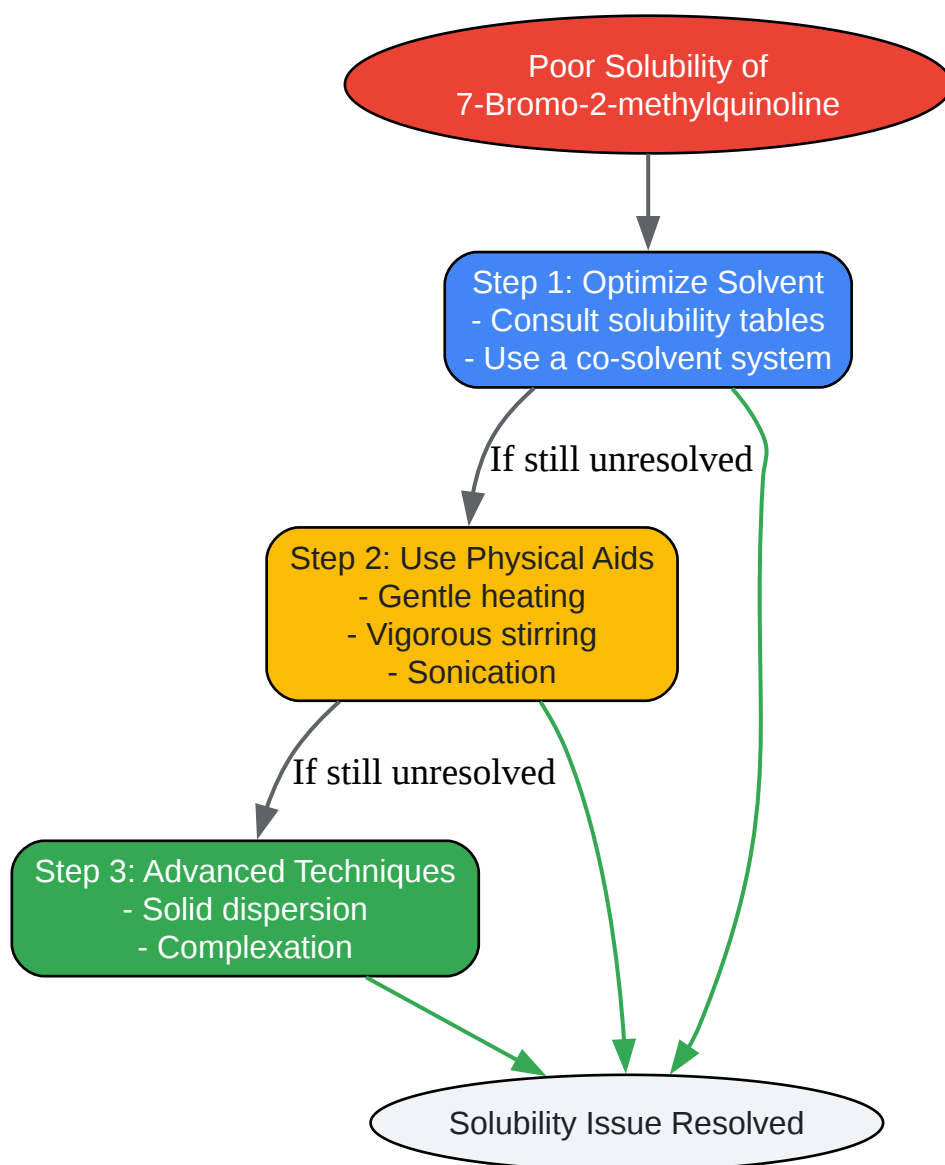 Poor Solubility of
7-Bromo-2-methylquinoline
Step 1: Optimize Solvent
- Consult solubility tables
- Use a co-solvent system
If still unresolved
Step 2: Use Physical Aids
- Gentle heating
- Vigorous stirring
- Sonication
If still unresolved
Step 3: Advanced Techniques
- Solid dispersion
- Complexation
Solubility Issue Resolved